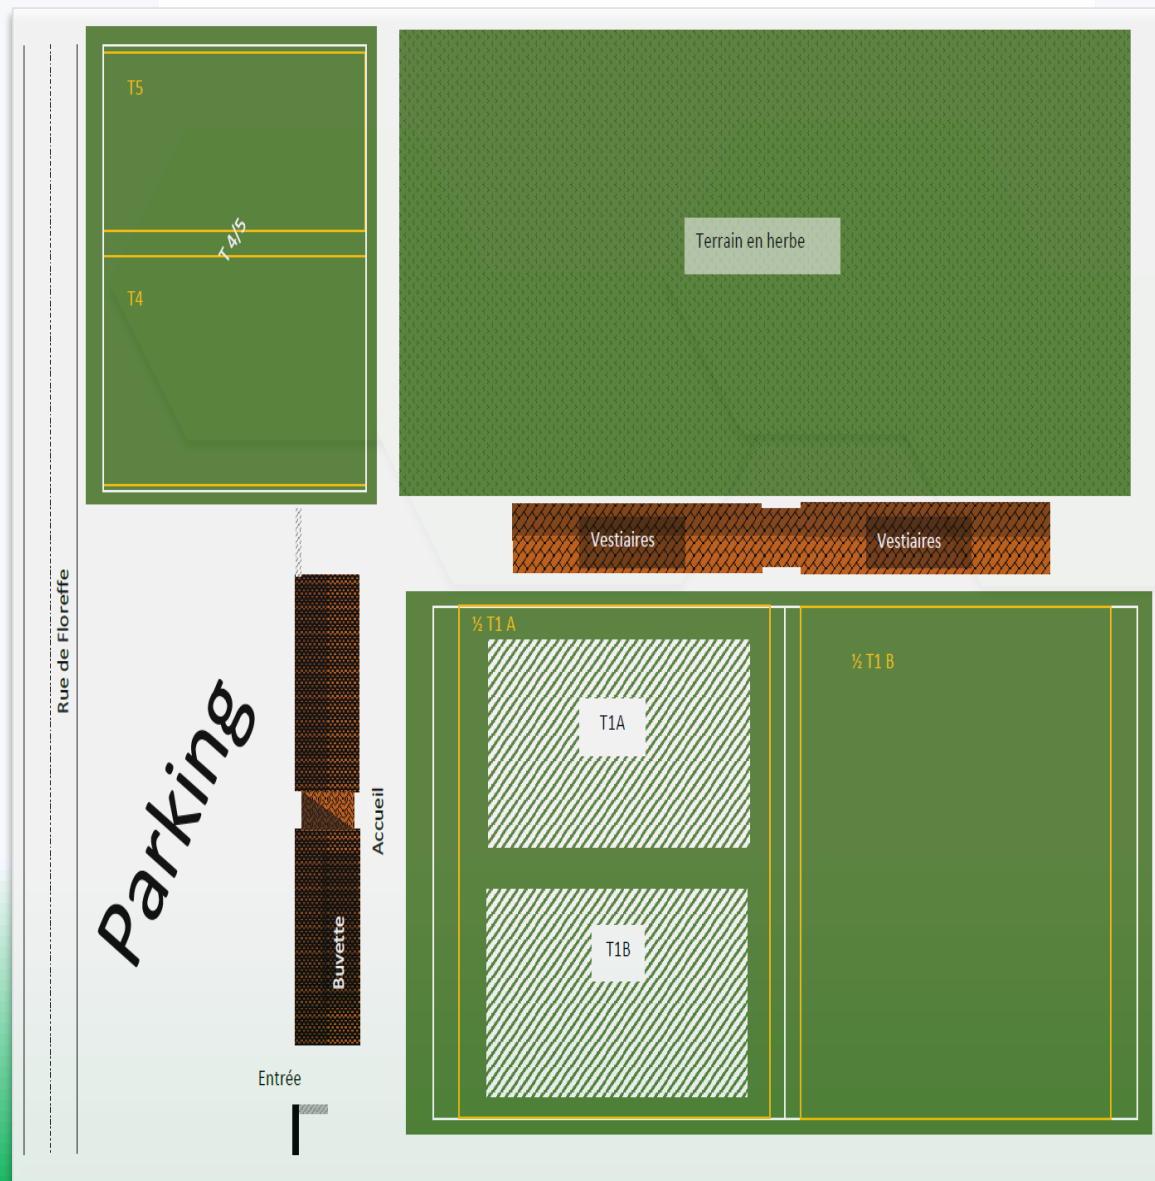 T5
T 4/5
T4
Terrain en herbe
Vestiaires
Vestiaires
Rue de Floreffe
Parking
Accueil
Buvette
Entrée
½ T1 A
T1A
T1B
½ T1 B